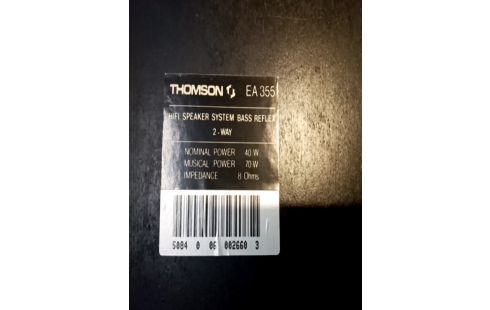 THOMSON EA 355
HIFI SPEAKER SYSTEM BASS REFLEX
2-WAY
NOMINAL POWER 40 W
MUSICAL POWER 70 W
IMPEDANCE 8 Ohms
5084 0 06 002660 3